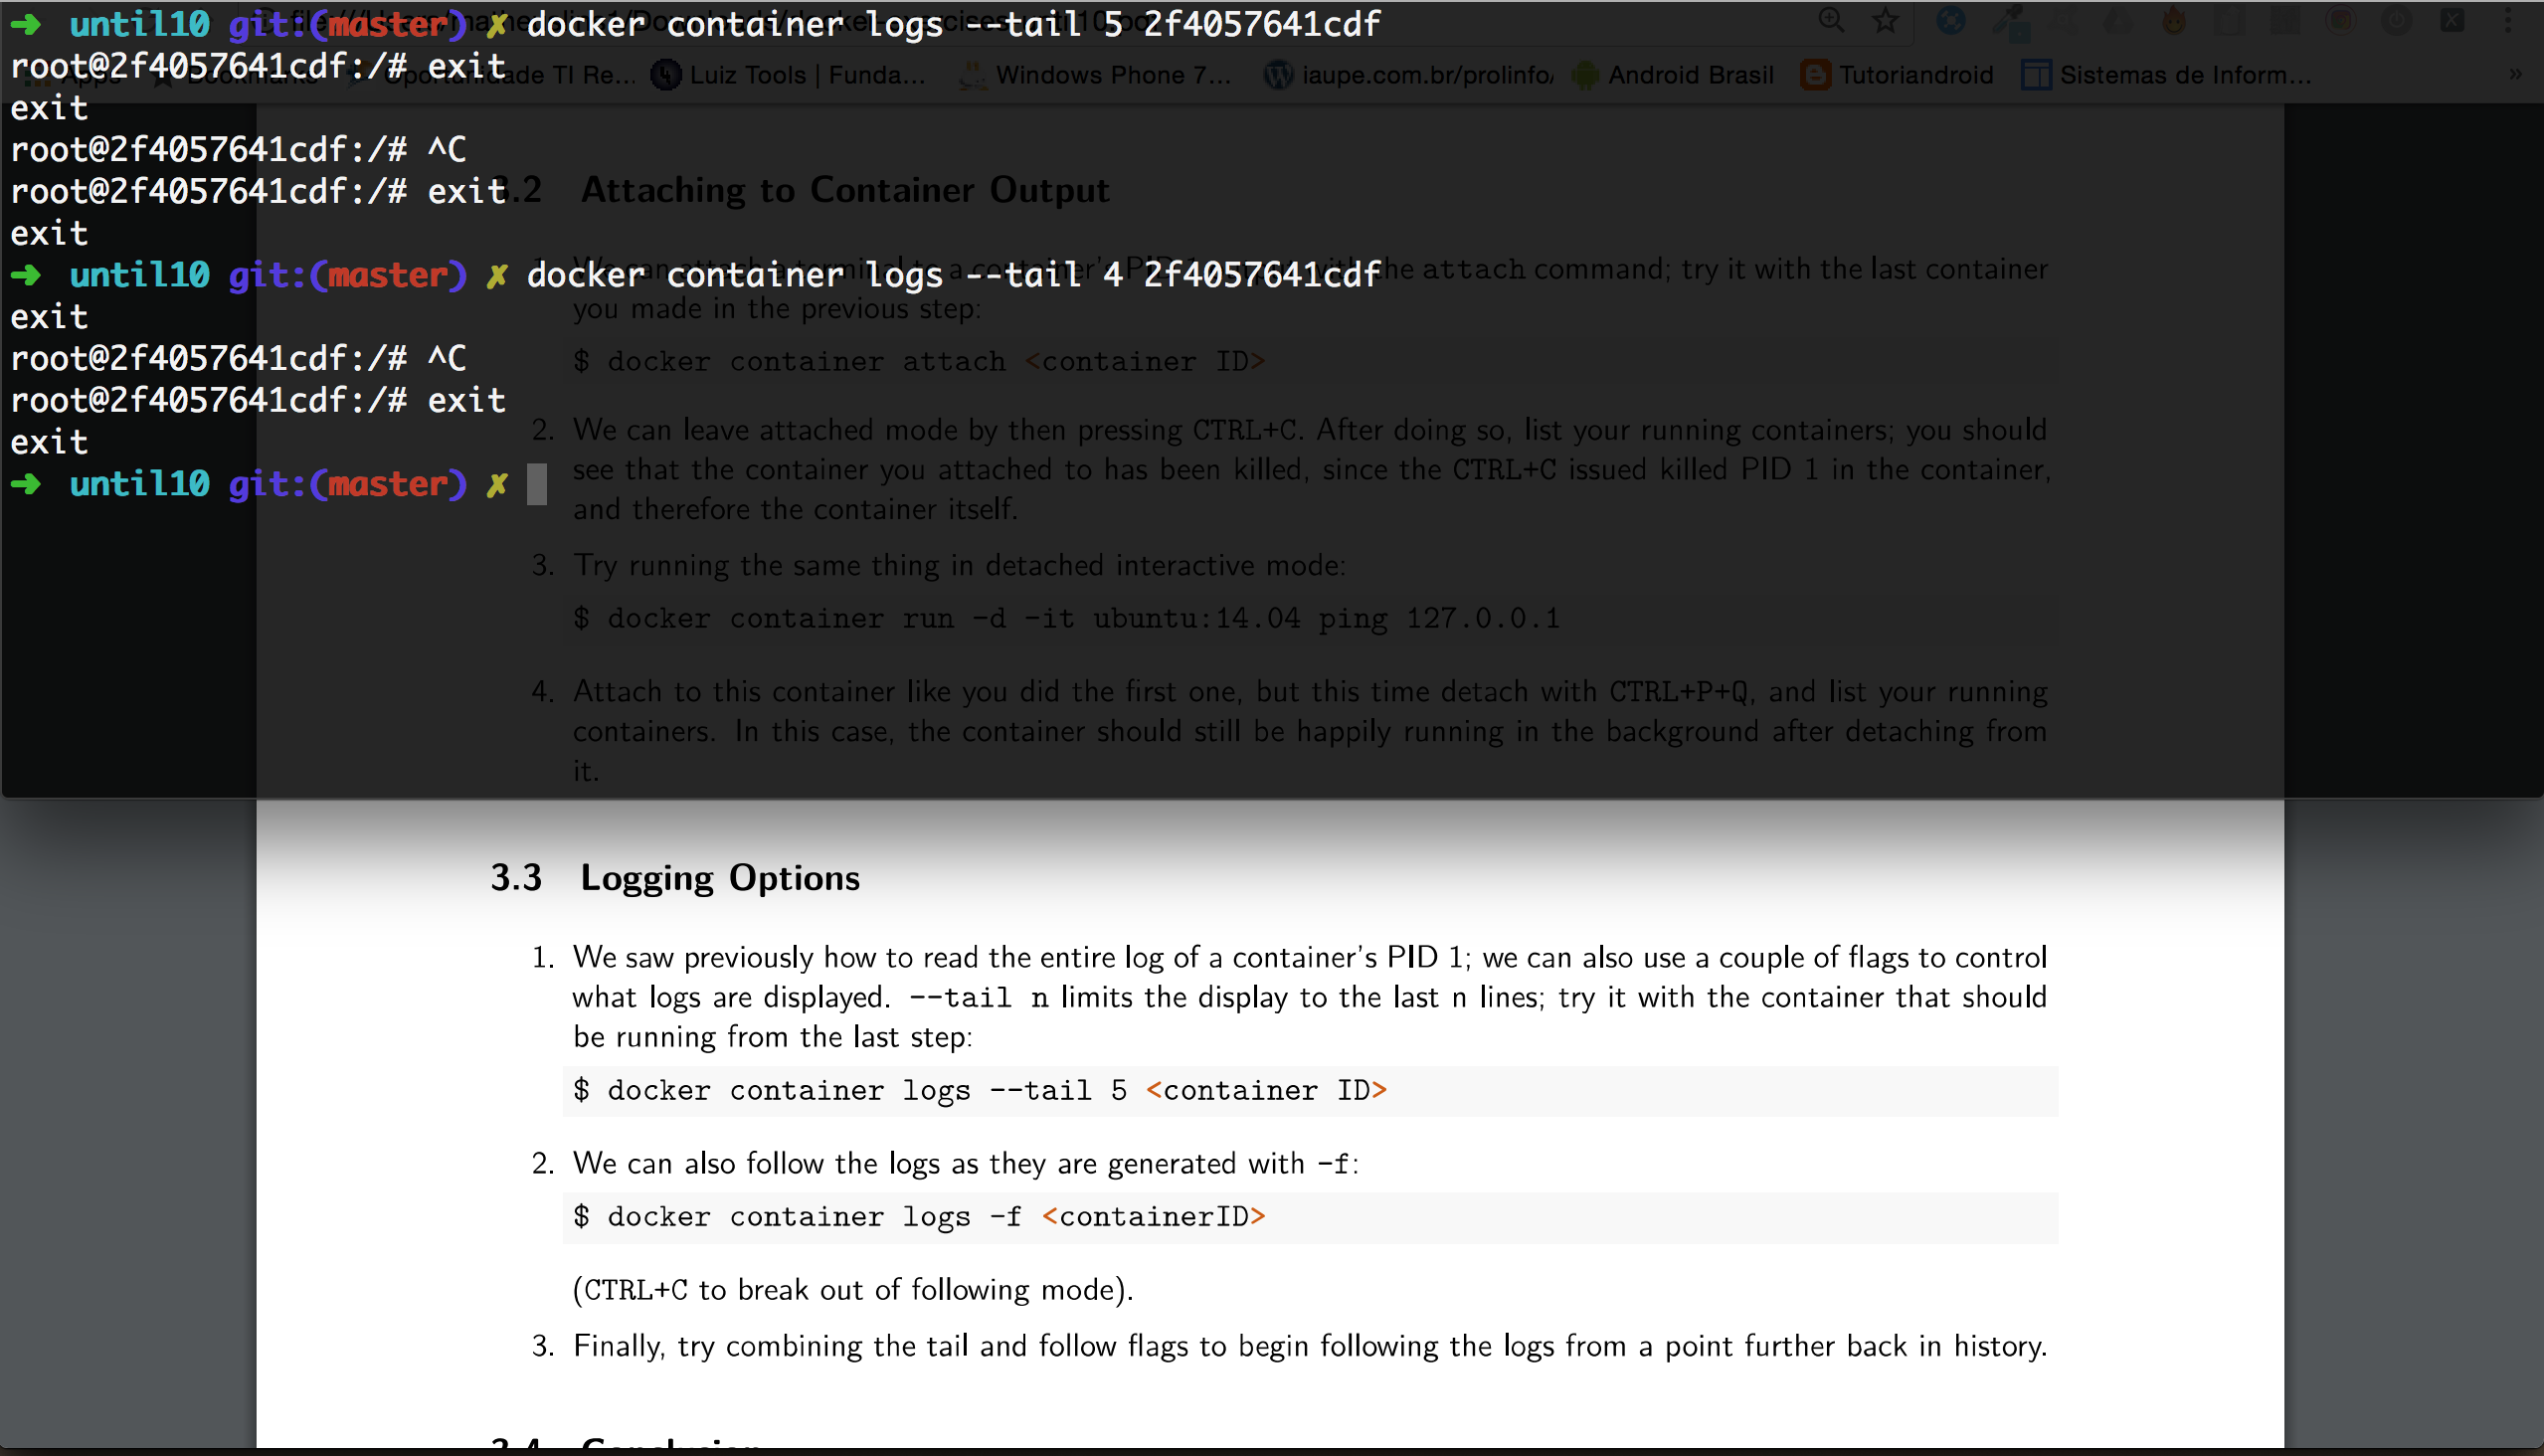 ➜ until10 git:(master) ✗ docker container logs --tail 5 2f4057641cdf
root@2f4057641cdf:/# exit
Oportunidade TI Re... Luiz Tools | Funda... Windows Phone 7... iaupe.com.br/prolinfo/ Android Brasil Tutoriandroid Sistemas de Inform... »
exit
root@2f4057641cdf:/# ^C
root@2f4057641cdf:/# exit
3.2 Attaching to Container Output
exit
➜ until10 git:(master) ✗ docker container logs --tail 4 2f4057641cdf
1. We can attach a terminal to a container's PID 1 the attach command; try it with the last container
you made in the previous step:
exit
root@2f4057641cdf:/# ^C
$ docker container attach <container ID>
root@2f4057641cdf:/# exit
exit
➜ until10 git:(master) ✗
2. We can leave attached mode by then pressing CTRL+C. After doing so, list your running containers; you should
see that the container you attached to has been killed, since the CTRL+C issued killed PID 1 in the container,
and therefore the container itself.
3. Try running the same thing in detached interactive mode:
$ docker container run -d -it ubuntu:14.04 ping 127.0.0.1
4. Attach to this container like you did the first one, but this time detach with CTRL+P+Q, and list your running
containers. In this case, the container should still be happily running in the background after detaching from
it.
3.3 Logging Options
1. We saw previously how to read the entire log of a container's PID 1; we can also use a couple of flags to control
what logs are displayed. --tail n limits the display to the last n lines; try it with the container that should
be running from the last step:
$ docker container logs --tail 5 <container ID>
2. We can also follow the logs as they are generated with -f:
$ docker container logs -f <containerID>
(CTRL+C to break out of following mode).
3. Finally, try combining the tail and follow flags to begin following the logs from a point further back in history.
3.4 Conclusion